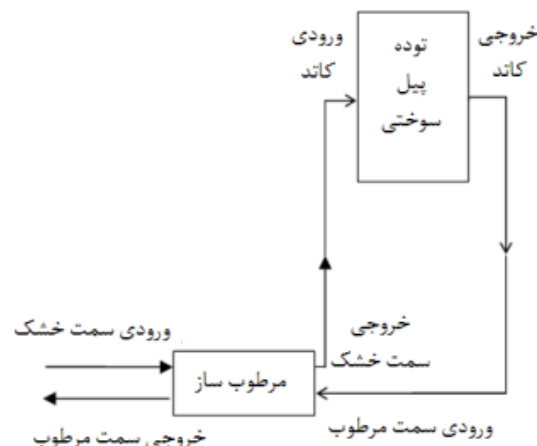 خروجی
کاتد
توده
پیل
سوختی
ورودی
کاتد
خروجی
سمت خشک
ورودی سمت خشک
مرطوب ساز
ورودی سمت مرطوب
خروجی سمت مرطوب